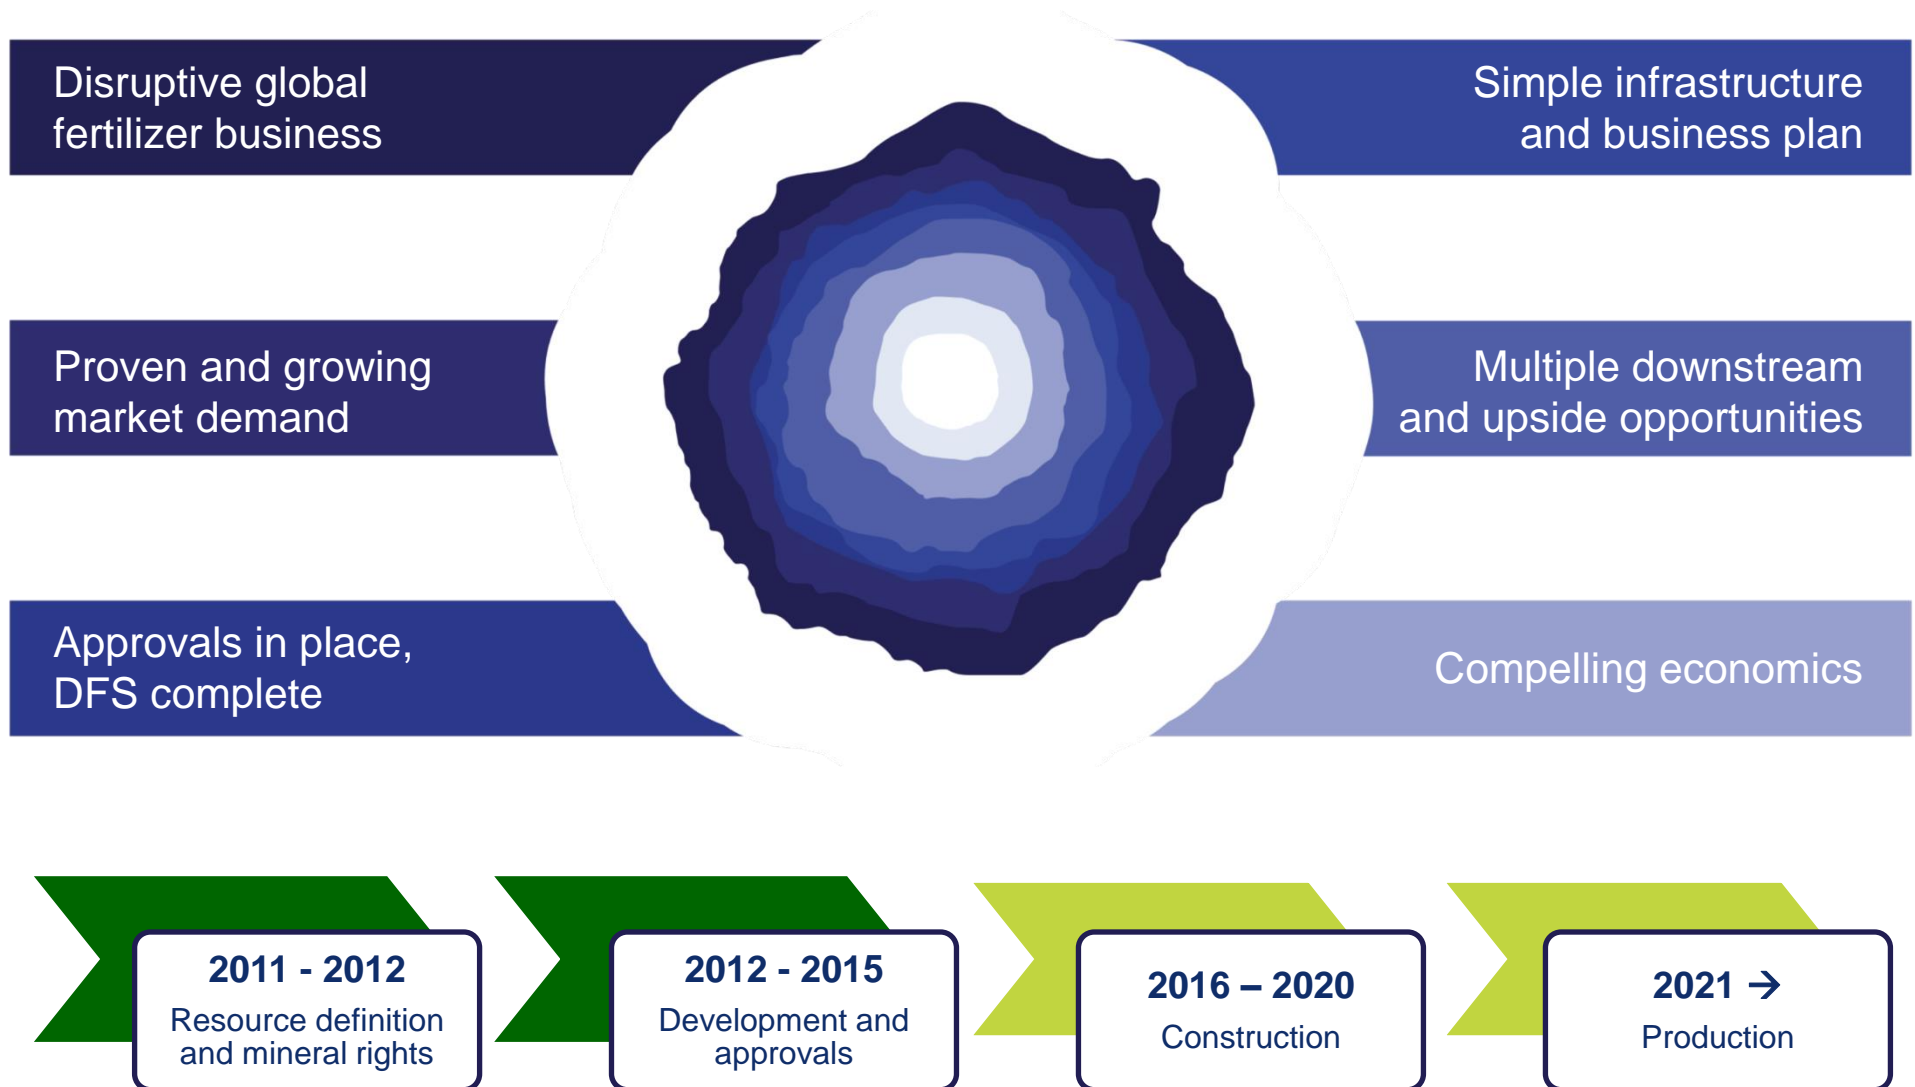 Disruptive global
fertilizer business
Simple infrastructure
and business plan
Proven and growing
market demand
Multiple downstream
and upside opportunities
Approvals in place,
DFS complete
Compelling economics
2011 - 2012
Resource definition
and mineral rights
2012 - 2015
Development and
approvals
2016 – 2020
Construction
2021 →
Production